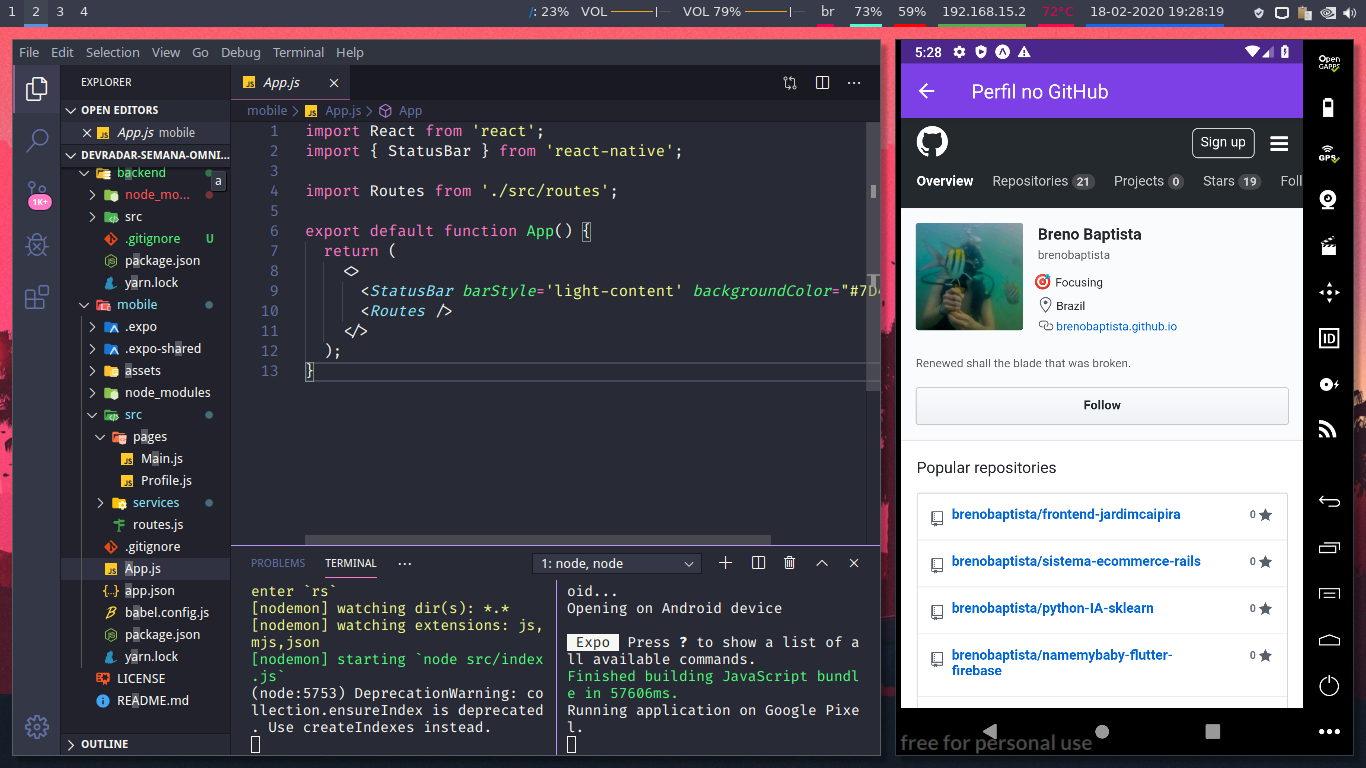 1 2 3 4
/: 23% VOL VOL 79% br 73% 59% 192.168.15.2 72°C 18-02-2020 19:28:19
File Edit Selection View Go Debug Terminal Help
EXPLORER
OPEN EDITORS
App.js mobile
DEVRADAR-SEMANA-OMNI...
backend
a
node_mo...
src
.gitignore U
package.json
yarn.lock
mobile
.expo
.expo-shared
assets
node_modules
src
pages
Main.js
Profile.js
services
routes.js
.gitignore
App.js
app.json
babel.config.js
package.json
yarn.lock
LICENSE
README.md
OUTLINE
1K+
App.js
mobile > App.js > App
1 import React from 'react';
2 import { StatusBar } from 'react-native';
3
4 import Routes from './src/routes';
5
6 export default function App() {
7 return (
8 <>
9 <StatusBar barStyle='light-content' backgroundColor="#7D
10 <Routes />
11 </>
12 );
13 }
PROBLEMS TERMINAL ... 1: node, node
enter `rs`
[nodemon] watching dir(s): *.*
[nodemon] watching extensions: js,
mjs,json
[nodemon] starting `node src/index
.js
(node:5753) DeprecationWarning: co
llection.ensureIndex is deprecated
. Use createIndexes instead.
oid...
Opening on Android device
Expo Press ? to show a list of a
ll available commands.
Finished building JavaScript bundl
e in 57606ms.
Running application on Google Pixe
l.
5:28
Perfil no GitHub
Sign up
Overview Repositories 21 Projects 0 Stars 19 Foll
Breno Baptista
brenobaptista
Focusing
Brazil
brenobaptista.github.io
Renewed shall the blade that was broken.
Follow
Popular repositories
brenobaptista/frontend-jardimcaipira 0
brenobaptista/sistema-ecommerce-rails 0
brenobaptista/python-IA-sklearn 0
brenobaptista/namemybaby-flutter- 0
firebase
free for personal use
Open
GAPPS
GPS
ID